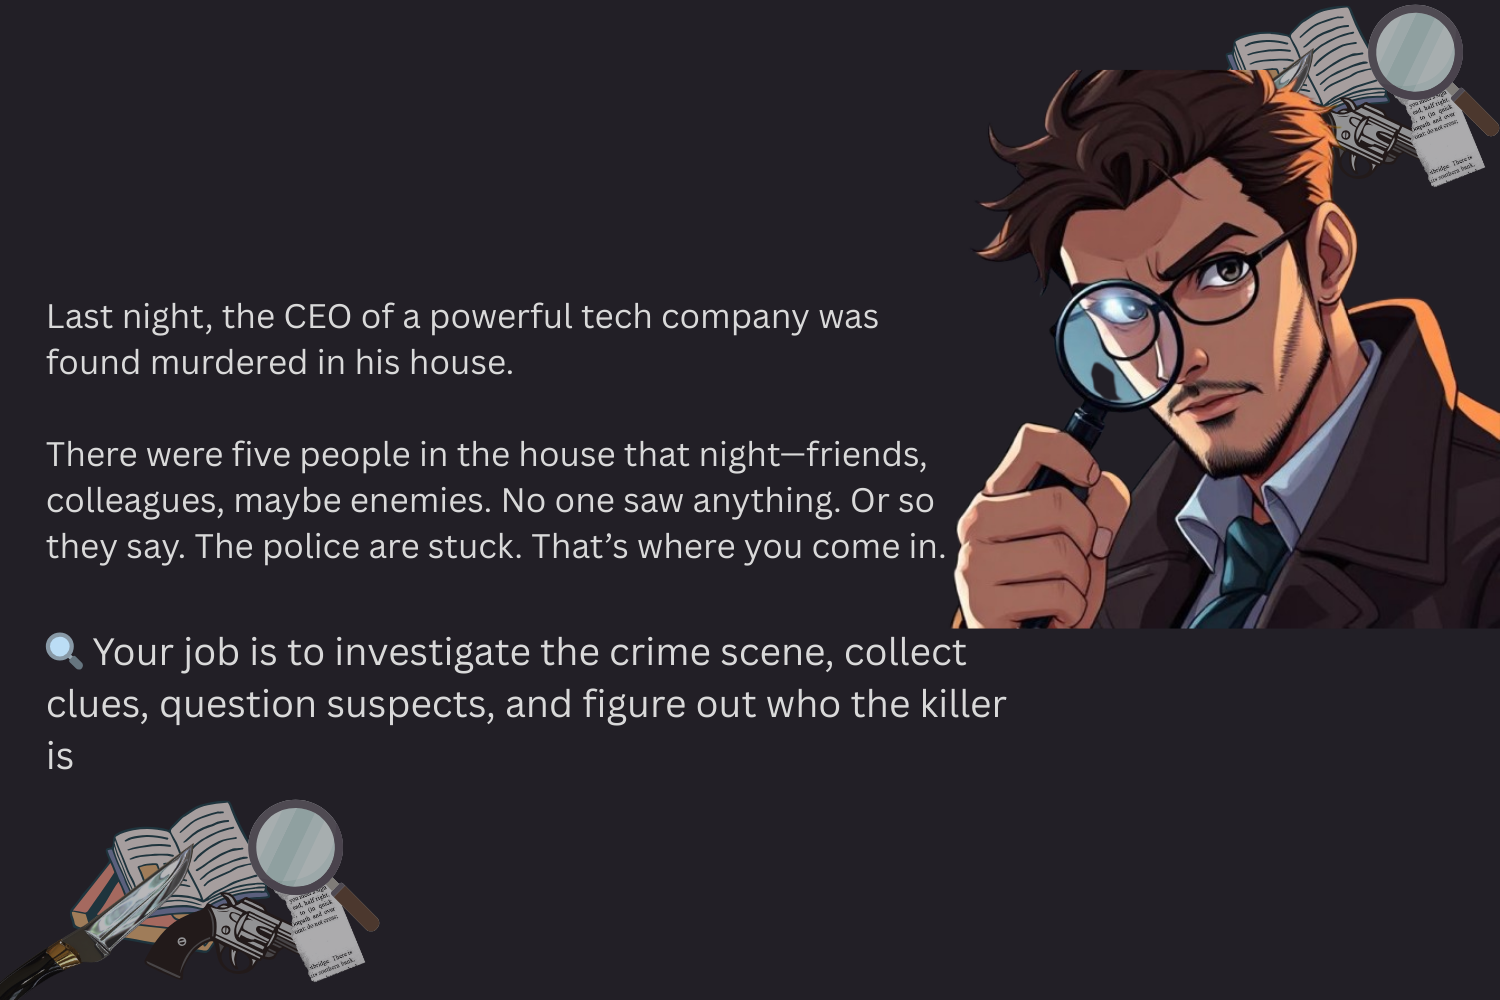 Last night, the CEO of a powerful tech company was
found murdered in his house.
There were five people in the house that night—friends,
colleagues, maybe enemies. No one saw anything. Or so
they say. The police are stuck. That’s where you come in.
🔍 Your job is to investigate the crime scene, collect
clues, question suspects, and figure out who the killer
is